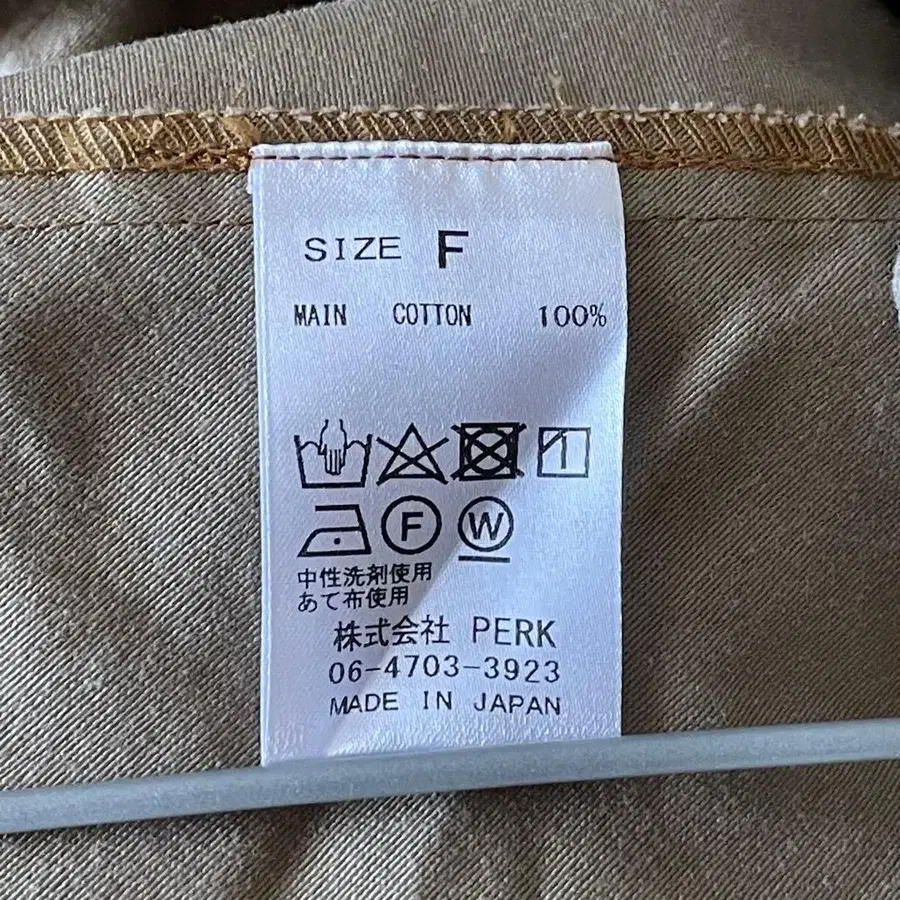 SIZE F
MAIN COTTON 100%
F W
中性洗剤使用
あて布使用
株式会社 PERK
06-4703-3923
MADE IN JAPAN